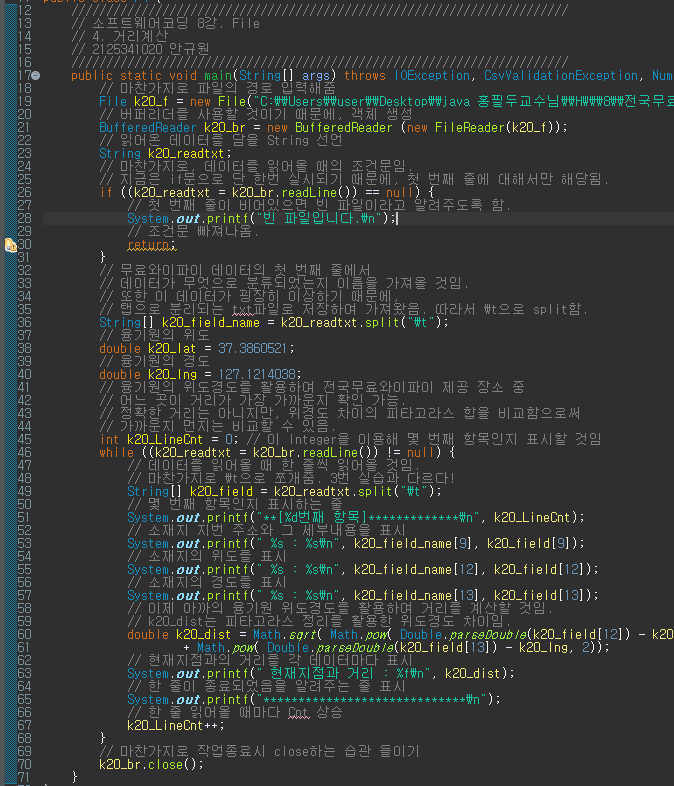 12 ///////////////////////////////////////////////////////////////////////
13 // 소프트웨어코딩 8강. File
14 // 4. 거리계산
15 // 2125341020 안규원
16 ///////////////////////////////////////////////////////////////////////
17 public static void main(String[] args) throws IOException, CsvValidationException, Num
18 // 마찬가지로 파일의 경로 입력해줌
19 File k20_f = new File("C:\\Users\\user\\Desktop\\java 홍필두교수님\\HW\\8\\전국무료
20 // 버퍼리더를 사용할 것이기 때문에, 객체 생성
21 BufferedReader k20_br = new BufferedReader (new FileReader(k20_f));
22 // 읽어온 데이터를 담을 String 선언
23 String k20_readtxt;
24 // 마찬가지로, 데이터를 읽어올 때의 조건문임.
25 // 지금은 if문으로 단 한번 실시되기 때문에, 첫 번째 줄에 대해서만 해당됨.
26 if ((k20_readtxt = k20_br.readLine()) == null) {
27 // 첫 번째 줄이 비어있으면 빈 파일이라고 알려주도록 함.
28 System.out.printf("빈 파일입니다.\n");
29 // 조건문 빠져나옴.
30 return;
31 }
32 // 무료와이파이 데이터의 첫 번째 줄에서
33 // 데이터가 무엇으로 분류되었는지 이름을 가져올 것임.
34 // 또한 이 데이터가 굉장히 이상하기 때문에,
35 // 탭으로 분리되는 txt파일로 저장하여 가져왔음. 따라서 \t으로 split함.
36 String[] k20_field_name = k20_readtxt.split("\t");
37 // 융기원의 위도
38 double k20_lat = 37.3860521;
39 // 융기원의 경도
40 double k20_lng = 127.1214038;
41 // 융기원의 위도경도를 활용하여 전국무료와이파이 제공 장소 중
42 // 어느 곳이 거리가 가장 가까운지 확인 가능.
43 // 정확한 거리는 아니지만, 위경도 차이의 피타고라스 합을 비교함으로써
44 // 가까운지 먼지는 비교할 수 있음.
45 int k20_LineCnt = 0; // 이 Integer을 이용해 몇 번째 항목인지 표시할 것임
46 while ((k20_readtxt = k20_br.readLine()) != null) {
47 // 데이터를 읽어올 때 한 줄씩 읽어올 것임.
48 // 마찬가지로 \t으로 쪼개줌. 3번 실습과 다르다!
49 String[] k20_field = k20_readtxt.split("\t");
50 // 몇 번째 항목인지 표시하는 줄
51 System.out.printf("**[%d번째 항목]*************\n", k20_LineCnt);
52 // 소재지 지번 주소와 그 세부내용을 표시
53 System.out.printf(" %s : %s\n", k20_field_name[9], k20_field[9]);
54 // 소재지의 위도를 표시
55 System.out.printf(" %s : %s\n", k20_field_name[12], k20_field[12]);
56 // 소재지의 경도를 표시
57 System.out.printf(" %s : %s\n", k20_field_name[13], k20_field[13]);
58 // 이제 아까의 융기원 위도경도를 활용하여 거리를 계산할 것임.
59 // k20_dist는 피타고라스 정리를 활용한 위도경도 차이임.
60 double k20_dist = Math.sqrt( Math.pow( Double.parseDouble(k20_field[12]) - k20
61 + Math.pow( Double.parseDouble(k20_field[13]) - k20_lng, 2));
62 // 현재지점과의 거리를 각 데이터마다 표시
63 System.out.printf(" 현재지점과 거리 : %f\n", k20_dist);
64 // 한 줄이 종료되었음을 알려주는 줄 표시
65 System.out.printf("*****************************\n");
66 // 한 줄 읽어올 때마다 Cnt 상승
67 k20_LineCnt++;
68 }
69 // 마찬가지로 작업종료시 close하는 습관 들이기
70 k20_br.close();
71 }